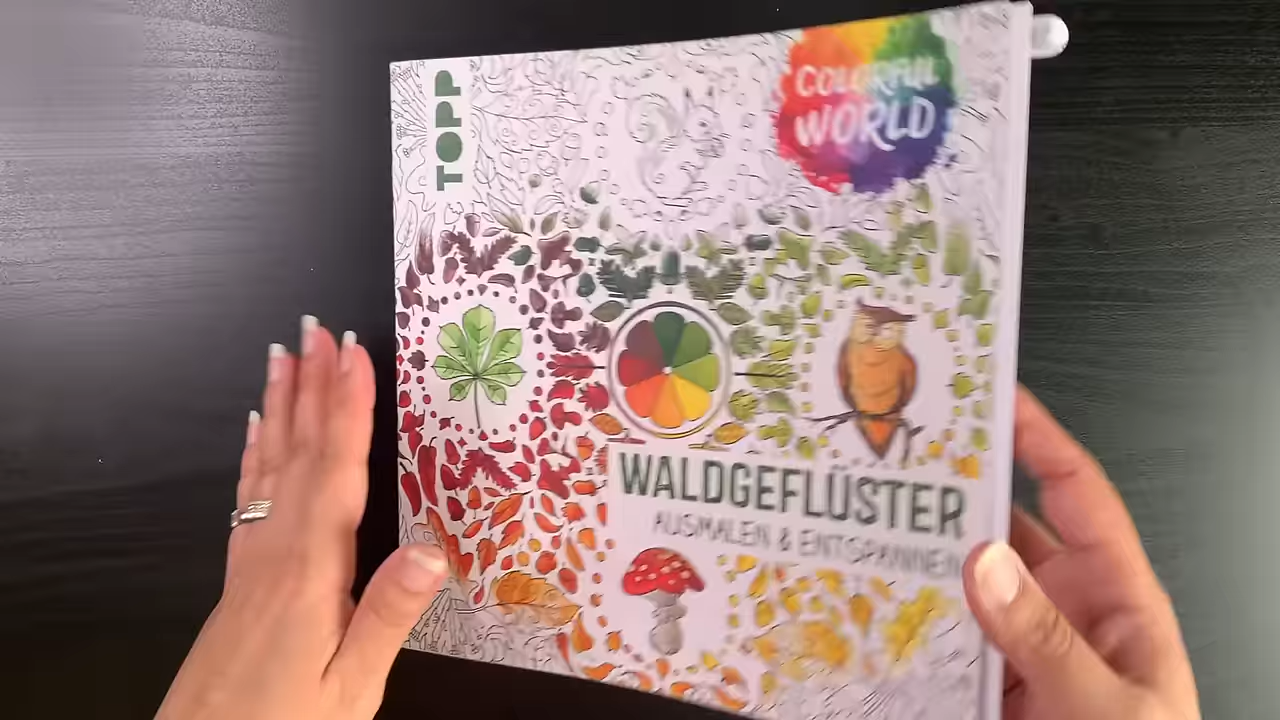 TOPP
COLORFUL
WORLD
WALDGEFLÜSTER
AUSMALEN & ENTSPANNEN